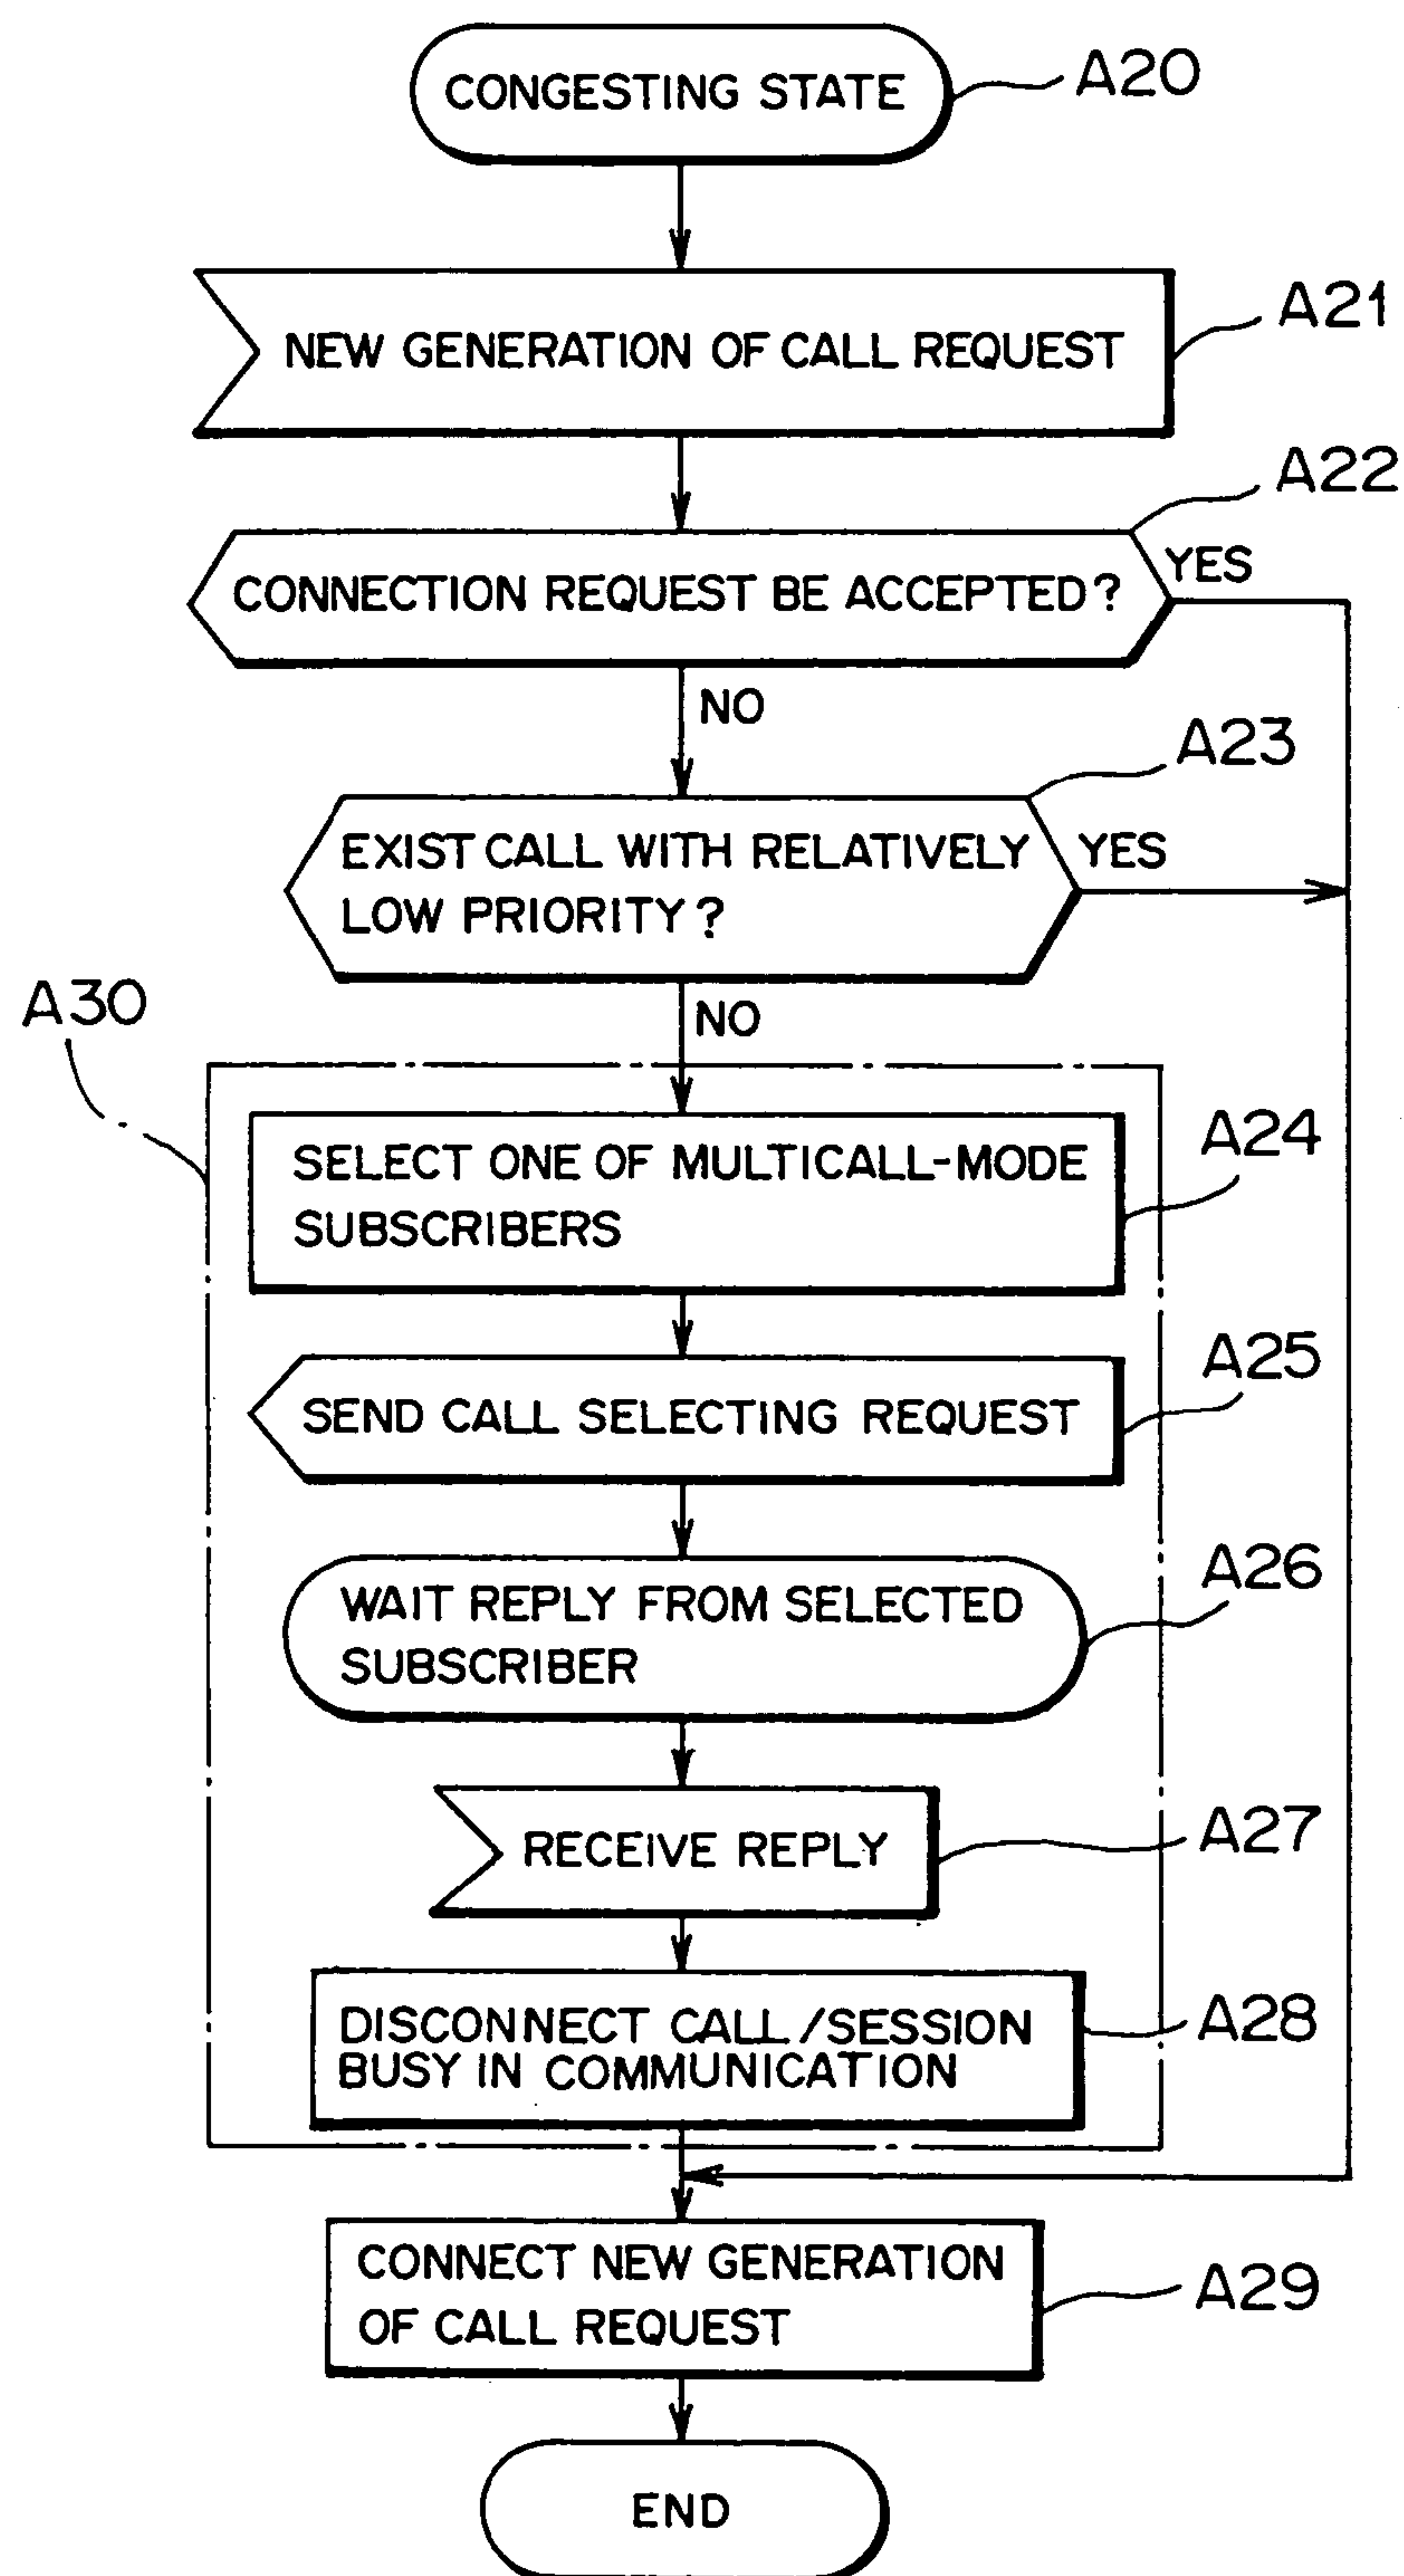 CONGESTING STATE
A20
NEW GENERATION OF CALL REQUEST
A21
A22
CONNECTION REQUEST BE ACCEPTED?
YES
NO
A23
EXIST CALL WITH RELATIVELY
LOW PRIORITY?
YES
A30
NO
SELECT ONE OF MULTICALL-MODE
SUBSCRIBERS
A24
SEND CALL SELECTING REQUEST
A25
WAIT REPLY FROM SELECTED
SUBSCRIBER
A26
RECEIVE REPLY
A27
DISCONNECT CALL/SESSION
BUSY IN COMMUNICATION
A28
CONNECT NEW GENERATION
OF CALL REQUEST
A29
END